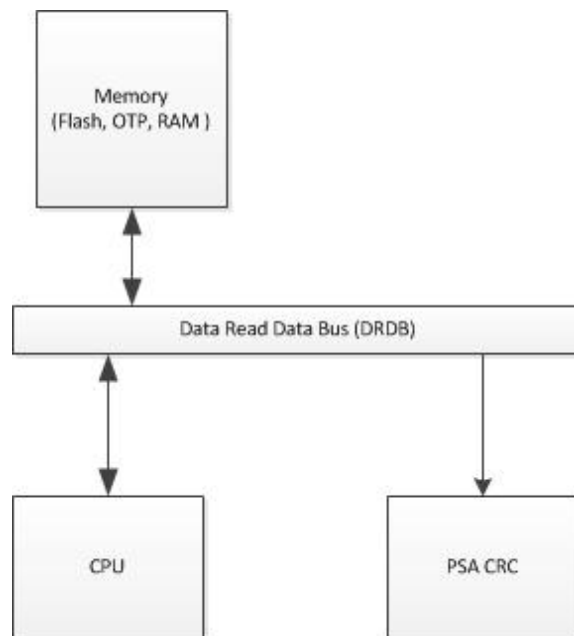 Memory
(Flash, OTP, RAM )
Data Read Data Bus (DRDB)
CPU
PSA CRC